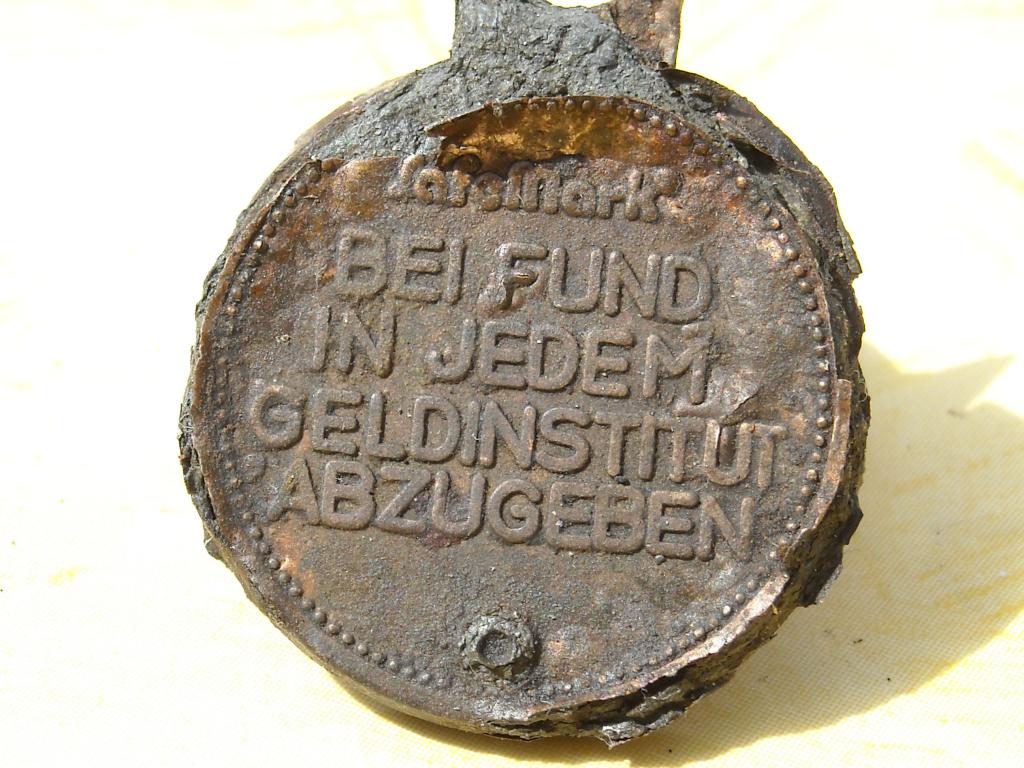 BEI FUND
IN JEDEM
GELDINSTITUT
ABZUGEBEN